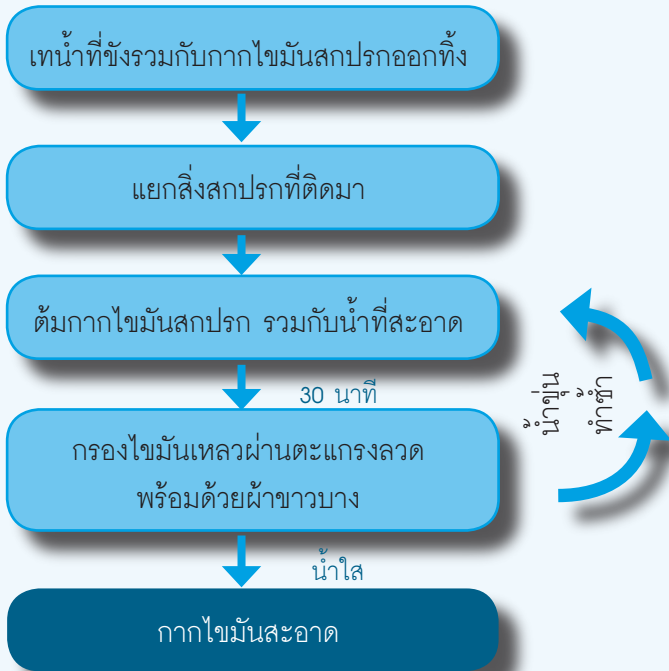 เทน้ำที่ขังรวมกับกากไขมันสกปรกออกทิ้ง
แยกสิ่งสกปรกที่ติดมา
ต้มกากไขมันสกปรก รวมกับน้ำที่สะอาด
30 นาที
น้ำขุ่น
ทำซ้ำ
กรองไขมันเหลวผ่านตะแกรงลวด
พร้อมด้วยผ้าขาวบาง
น้ำใส
กากไขมันสะอาด